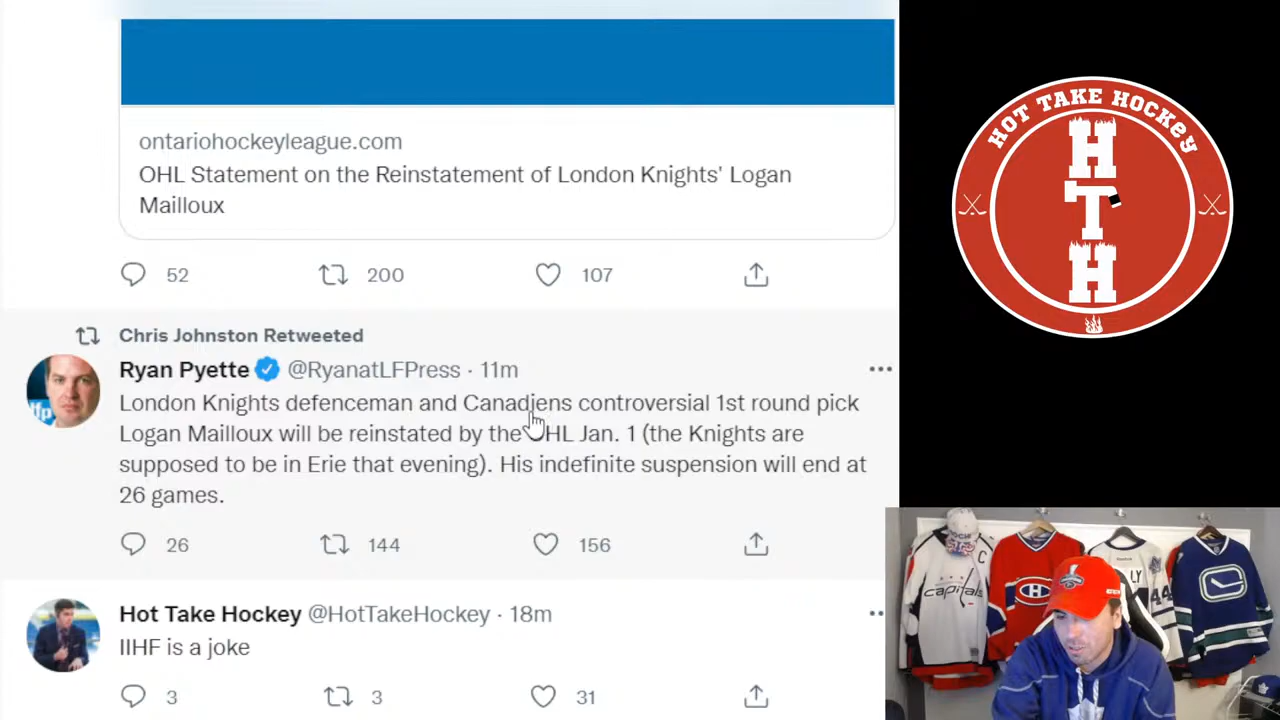 ontariohockeyleague.com
OHL Statement on the Reinstatement of London Knights' Logan
Mailloux
52 200 107
Chris Johnston Retweeted
Ryan Pyette @RyanatLFPress · 11m
London Knights defenceman and Canadiens controversial 1st round pick
Logan Mailloux will be reinstated by the OHL Jan. 1 (the Knights are
supposed to be in Erie that evening). His indefinite suspension will end at
26 games.
26 144 156
Hot Take Hockey @HotTakeHockey · 18m
IIHF is a joke
3 3 31
HOT TAKE HOCKEY
H
T
H
capitals
C
LY
44